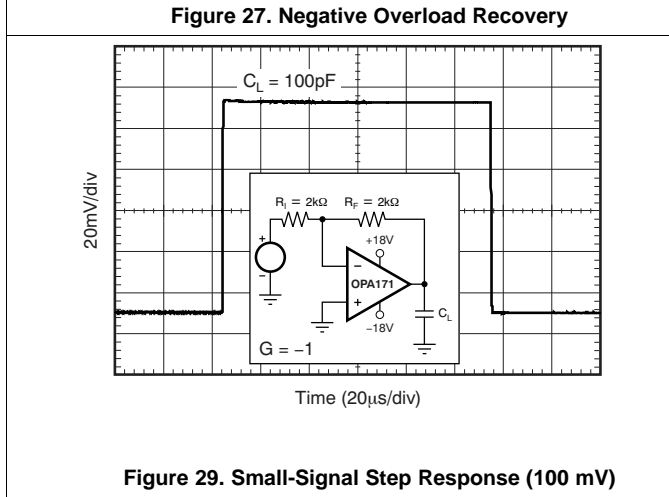 Figure 27. Negative Overload Recovery
C_L = 100pF
20mV/div
R_I = 2kΩ
R_F = 2kΩ
+
−
+18V
−
OPA171
+
−18V
C_L
G = −1
Time (20μs/div)
Figure 29. Small-Signal Step Response (100 mV)